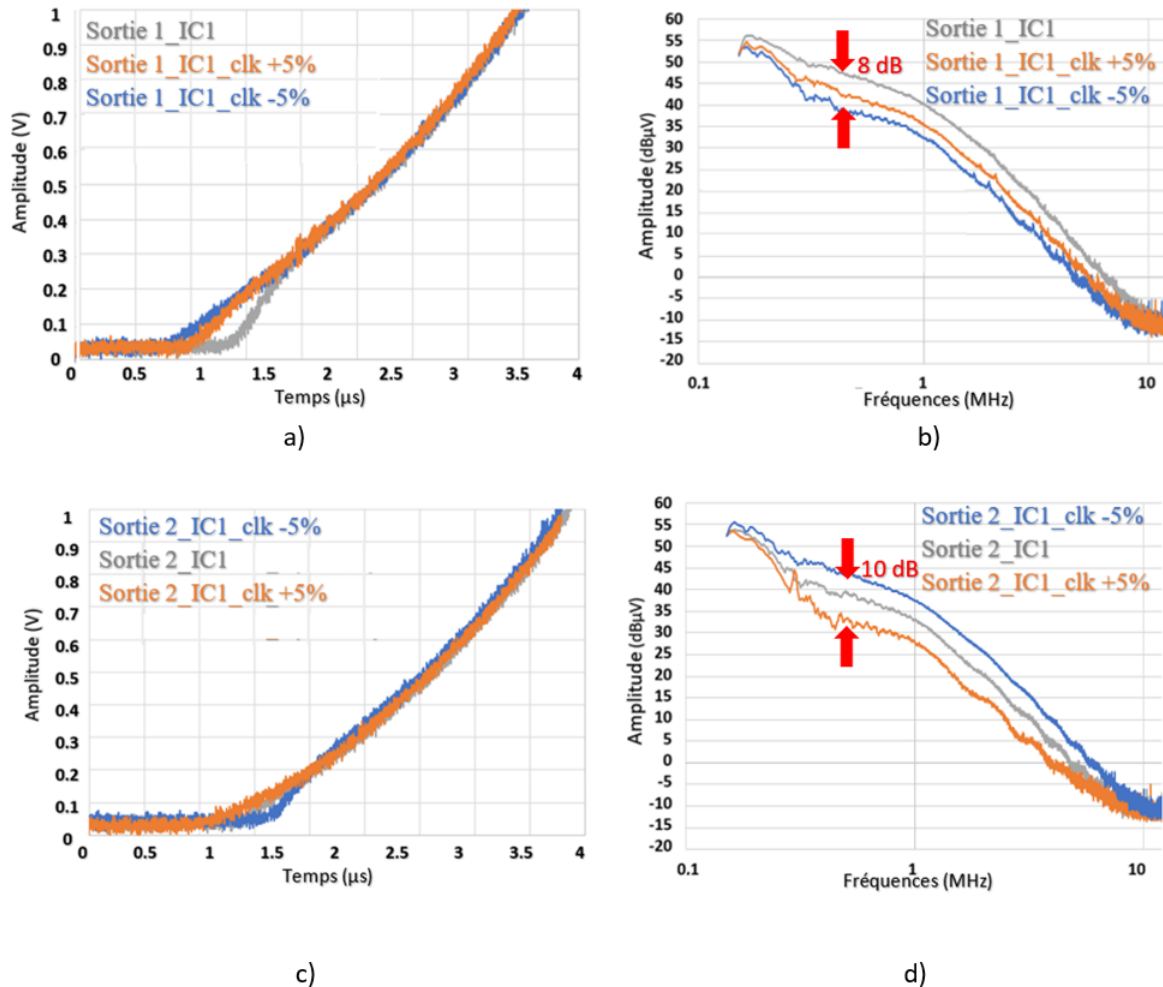 Amplitude (V)
1
0.9
0.8
0.7
0.6
0.5
0.4
0.3
0.2
0.1
0
Sortie 1_IC1
Sortie 1_IC1_clk +5%
Sortie 1_IC1_clk -5%
0 0.5 1 1.5 2 2.5 3 3.5 4
Temps (µs)
a)
Amplitude (dBµV)
60
55
50
45
40
35
30
25
20
15
10
5
0
-5
-10
-15
-20
8 dB
Sortie 1_IC1
Sortie 1_IC1_clk +5%
Sortie 1_IC1_clk -5%
0.1 1 10
Fréquences (MHz)
b)
Amplitude (V)
1
0.9
0.8
0.7
0.6
0.5
0.4
0.3
0.2
0.1
0
Sortie 2_IC1_clk -5%
Sortie 2_IC1
Sortie 2_IC1_clk +5%
0 0.5 1 1.5 2 2.5 3 3.5 4
Temps (µs)
c)
Amplitude (dBµV)
60
55
50
45
40
35
30
25
20
15
10
5
0
-5
-10
-15
-20
10 dB
Sortie 2_IC1_clk -5%
Sortie 2_IC1
Sortie 2_IC1_clk +5%
0.1 1 10
Fréquences (MHz)
d)